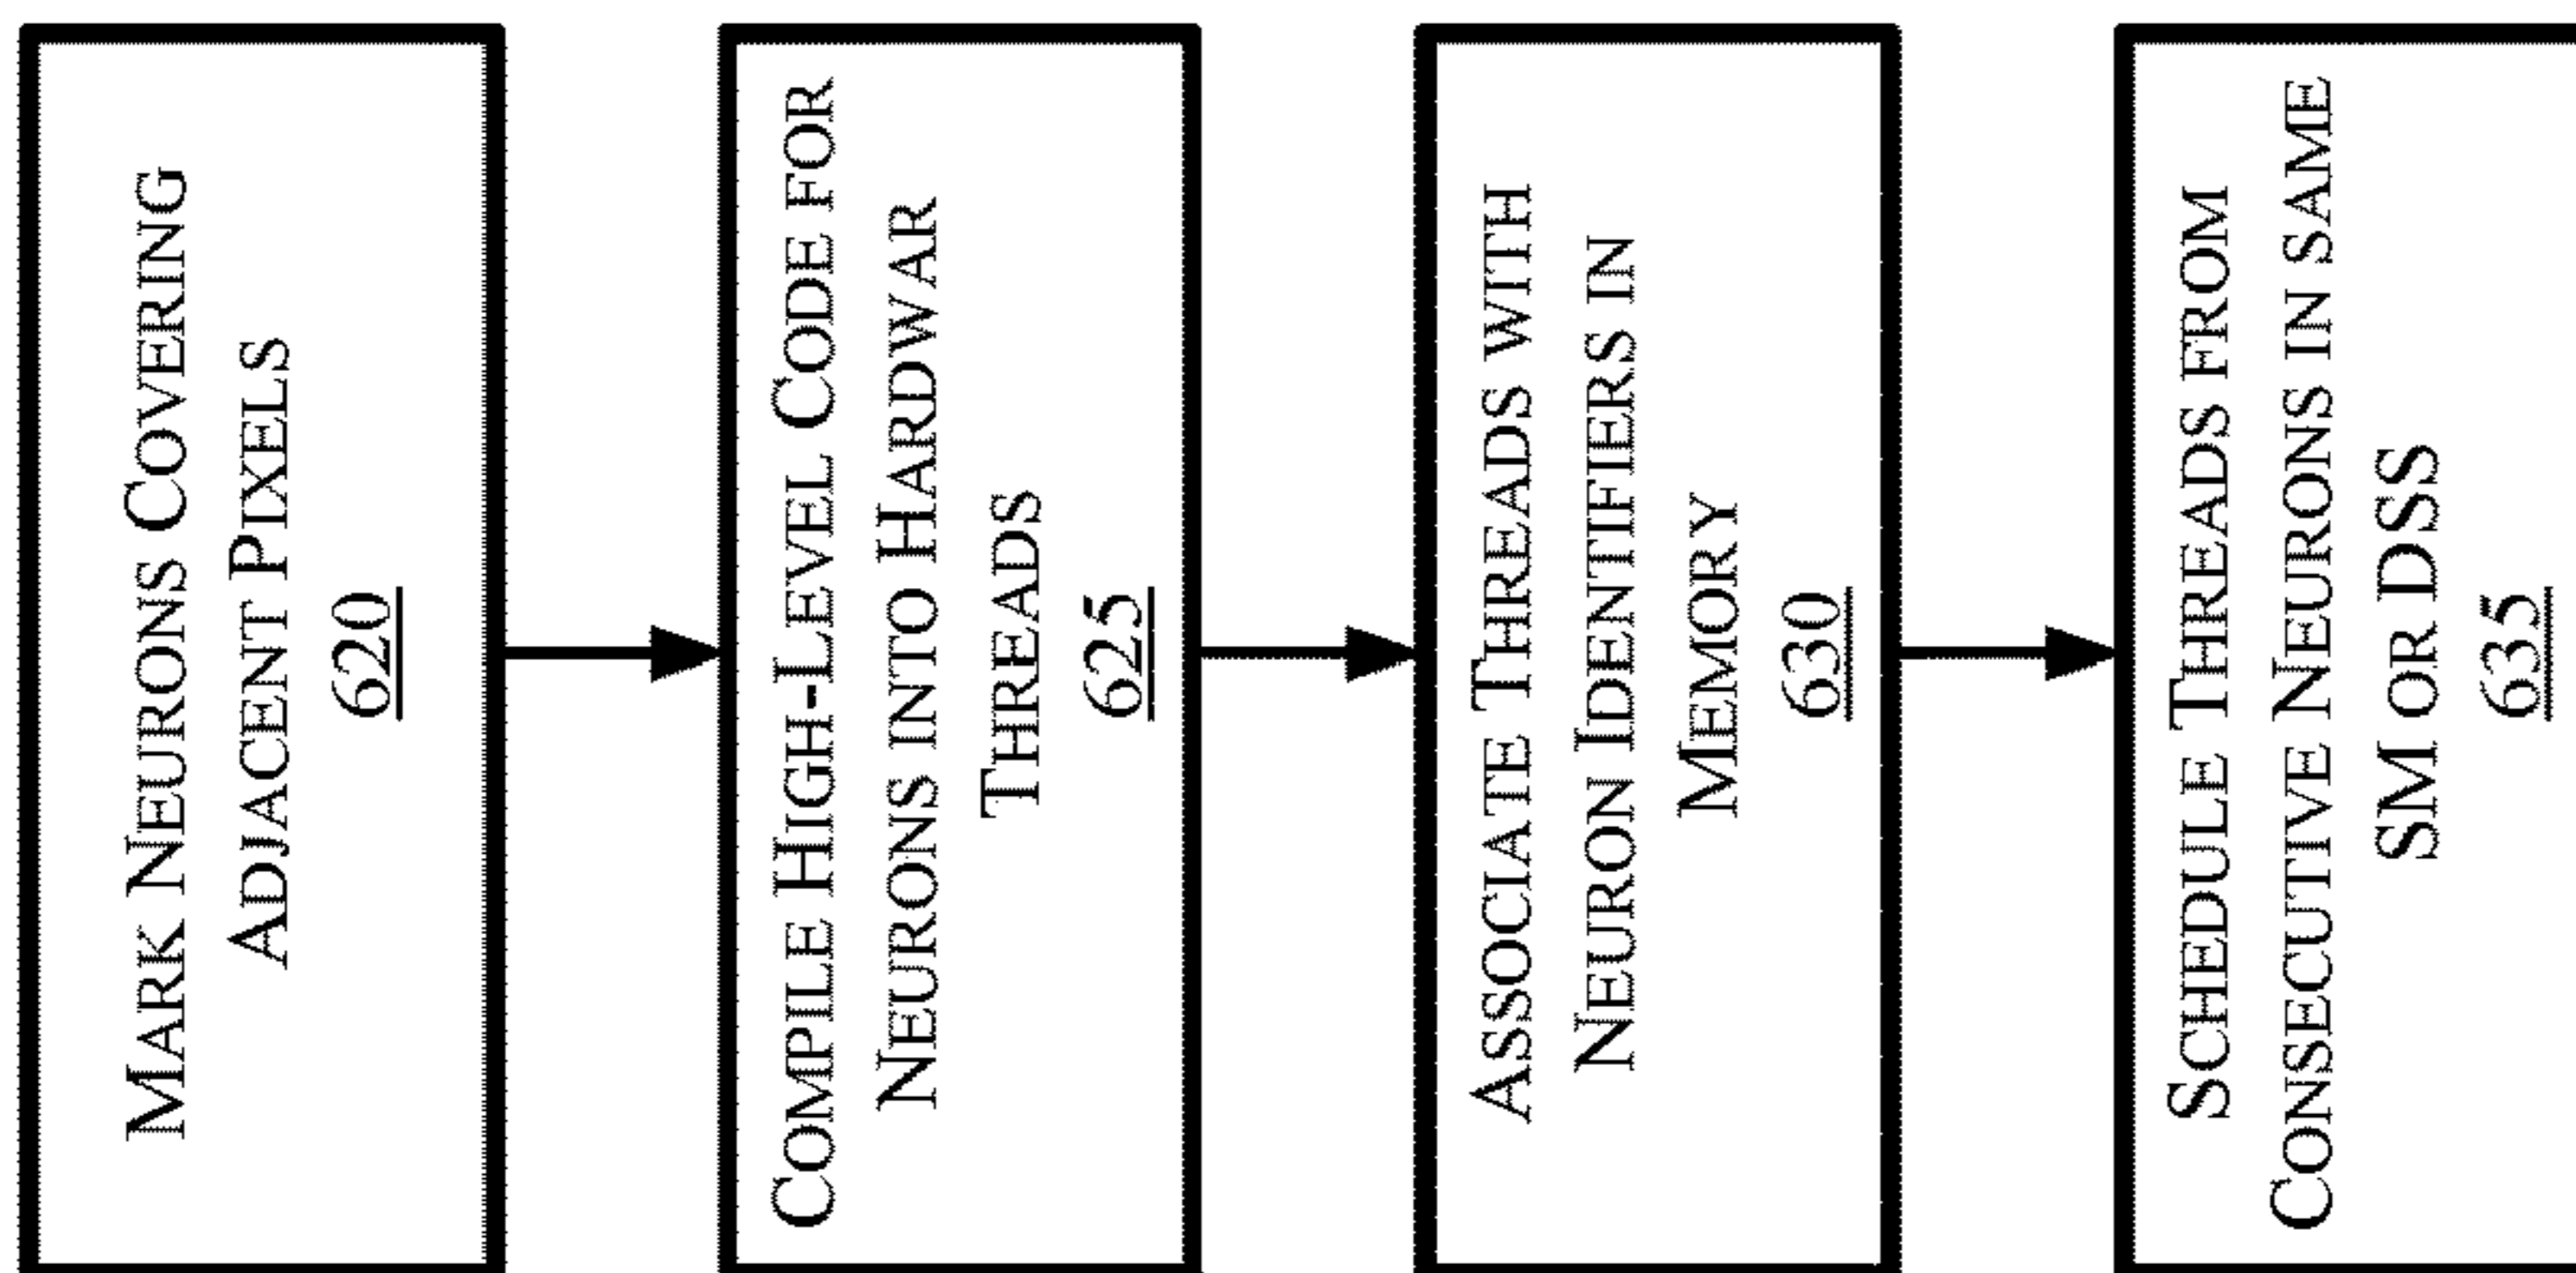 MARK NEURONS COVERING
ADJACENT PIXELS
620
COMPILE HIGH-LEVEL CODE FOR
NEURONS INTO HARDWAR
THREADS
625
ASSOCIATE THREADS WITH
NEURON IDENTIFIERS IN
MEMORY
630
SCHEDULE THREADS FROM
CONSECUTIVE NEURONS IN SAME
SM OR DSS
635